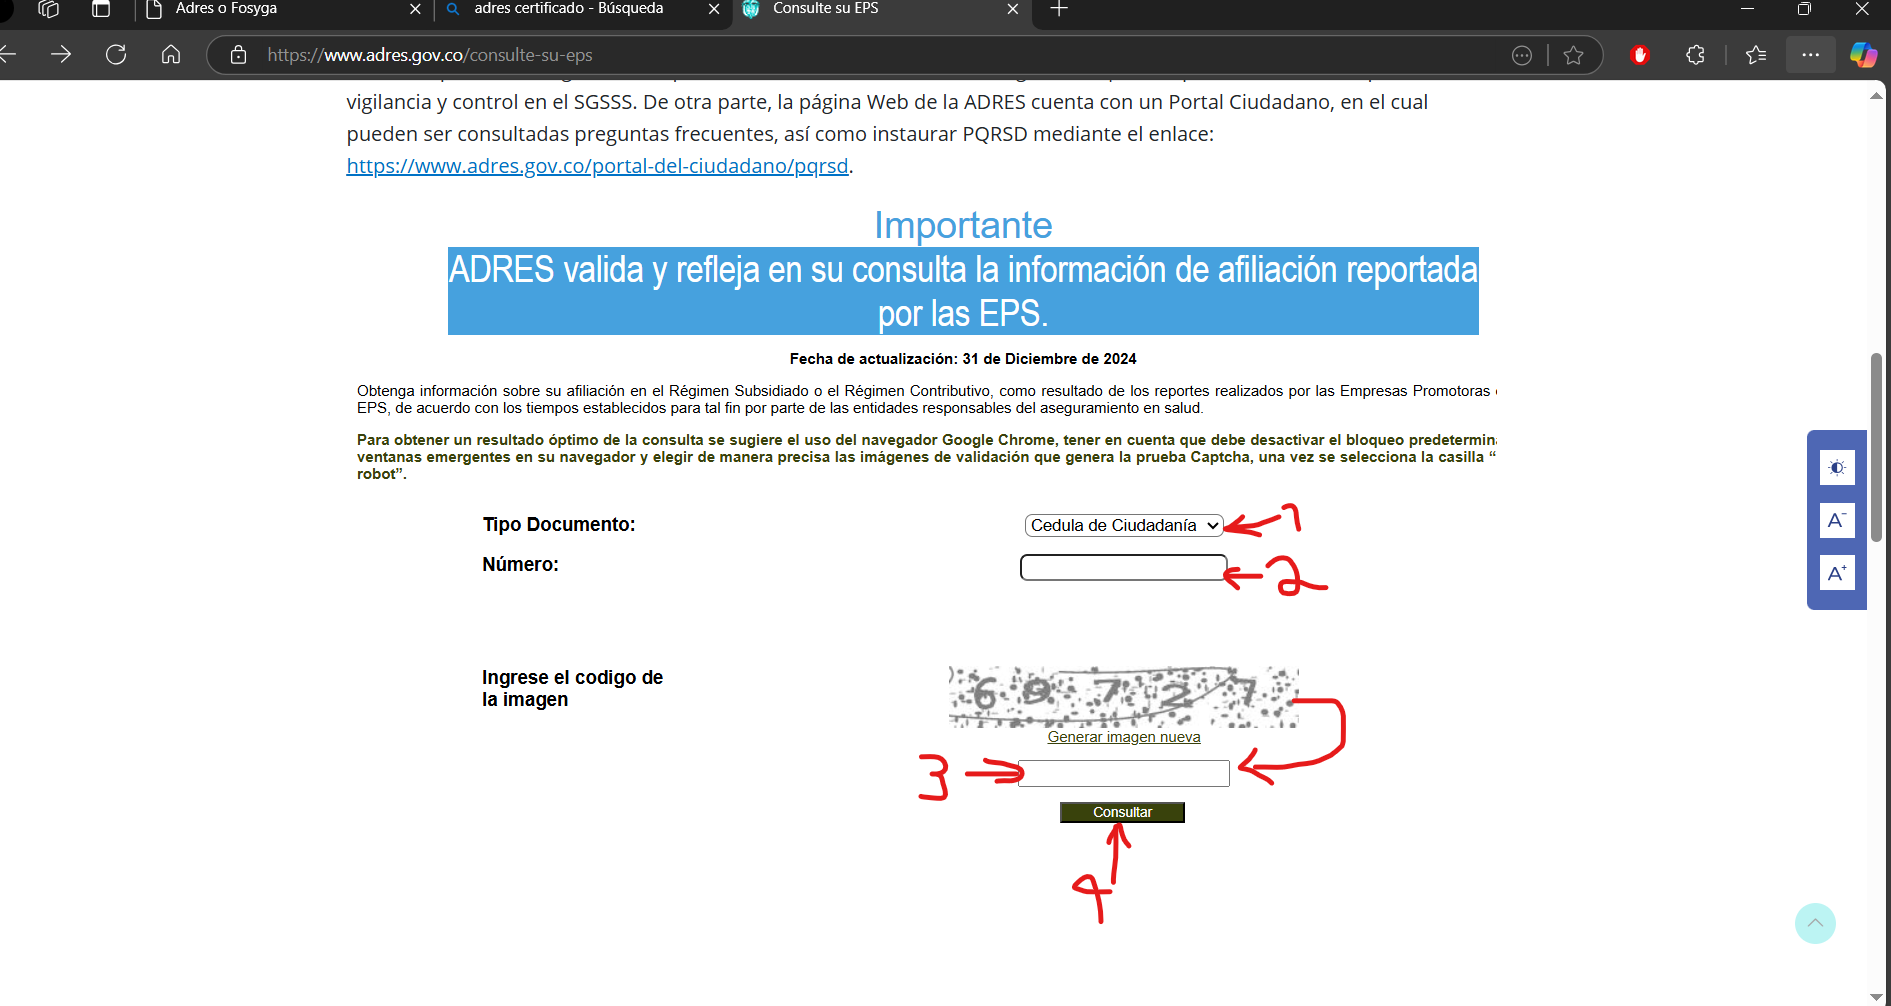 Adres o Fosyga
adres certificado - Búsqueda
Consulte su EPS
https://www.adres.gov.co/consulte-su-eps
vigilancia y control en el SGSSS. De otra parte, la página Web de la ADRES cuenta con un Portal Ciudadano, en el cual
pueden ser consultadas preguntas frecuentes, así como instaurar PQRSD mediante el enlace:
https://www.adres.gov.co/portal-del-ciudadano/pqrsd.
Importante
ADRES valida y refleja en su consulta la información de afiliación reportada
por las EPS.
Fecha de actualización: 31 de Diciembre de 2024
Obtenga información sobre su afiliación en el Régimen Subsidiado o el Régimen Contributivo, como resultado de los reportes realizados por las Empresas Promotoras
EPS, de acuerdo con los tiempos establecidos para tal fin por parte de las entidades responsables del aseguramiento en salud.
Para obtener un resultado óptimo de la consulta se sugiere el uso del navegador Google Chrome, tener en cuenta que debe desactivar el bloqueo predetermin
ventanas emergentes en su navegador y elegir de manera precisa las imágenes de validación que genera la prueba Captcha, una vez se selecciona la casilla “
robot”.
Tipo Documento:
Cedula de Ciudadanía
1
Número:
2
A-
A+
Ingrese el codigo de
la imagen
6 9 7 2 7
Generar imagen nueva
3
Consultar
4